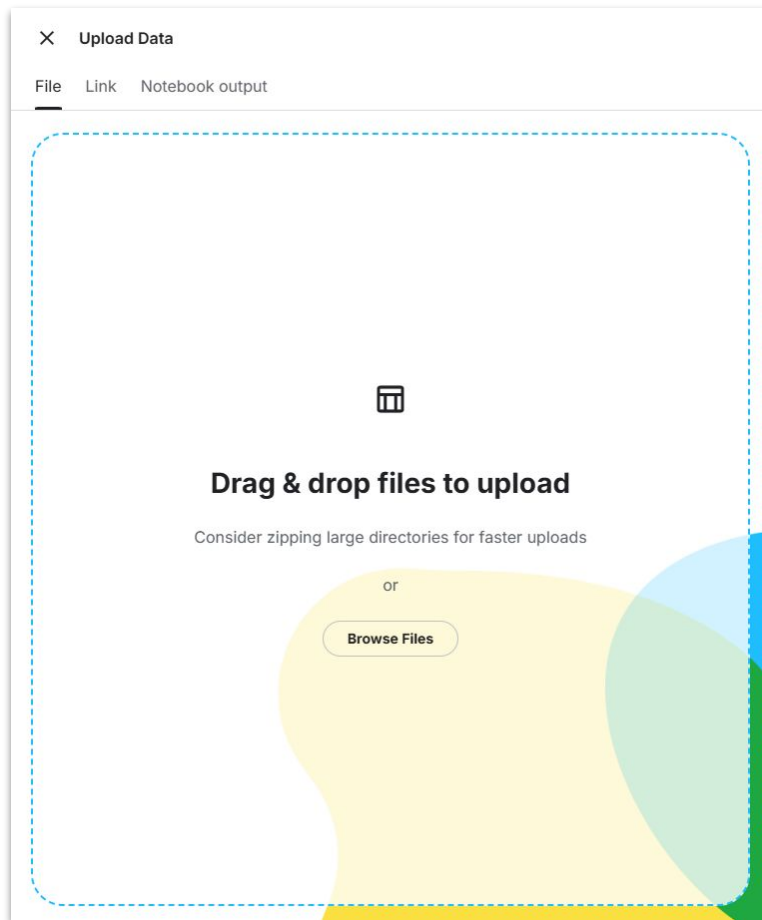 Upload Data
File Link Notebook output
Drag & drop files to upload
Consider zipping large directories for faster uploads
or
Browse Files